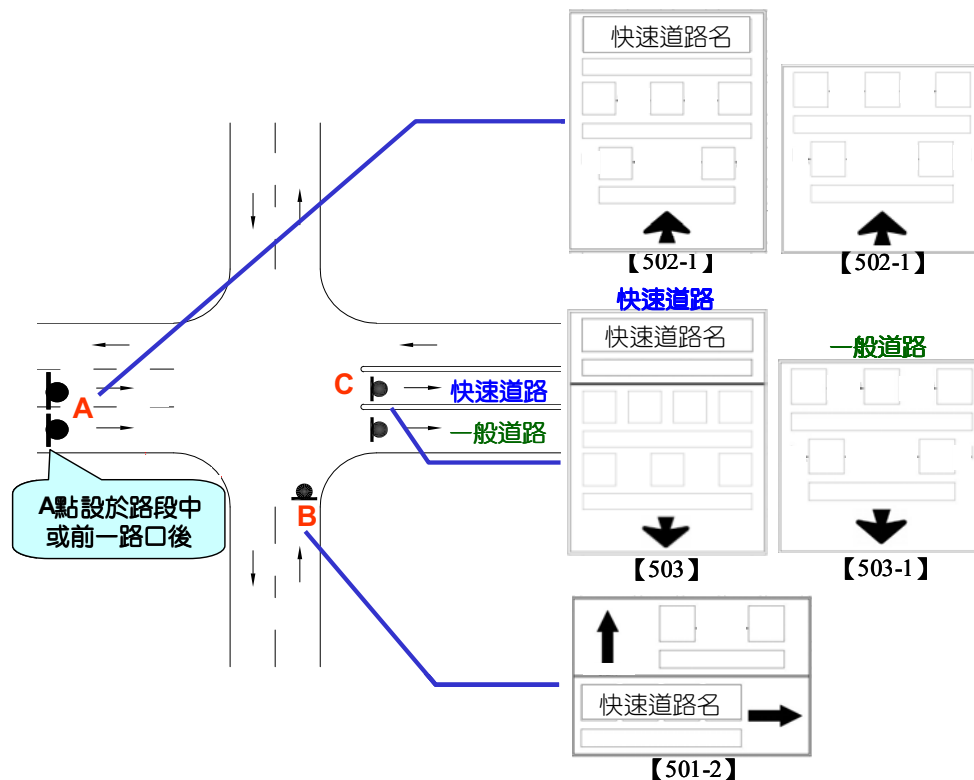 快速道路名
【502-1】
【502-1】
快速道路
快速道路名
一般道路
A
C
快速道路
一般道路
A點設於路段中
或前一路口後
B
【503】
【503-1】
快速道路名
【501-2】